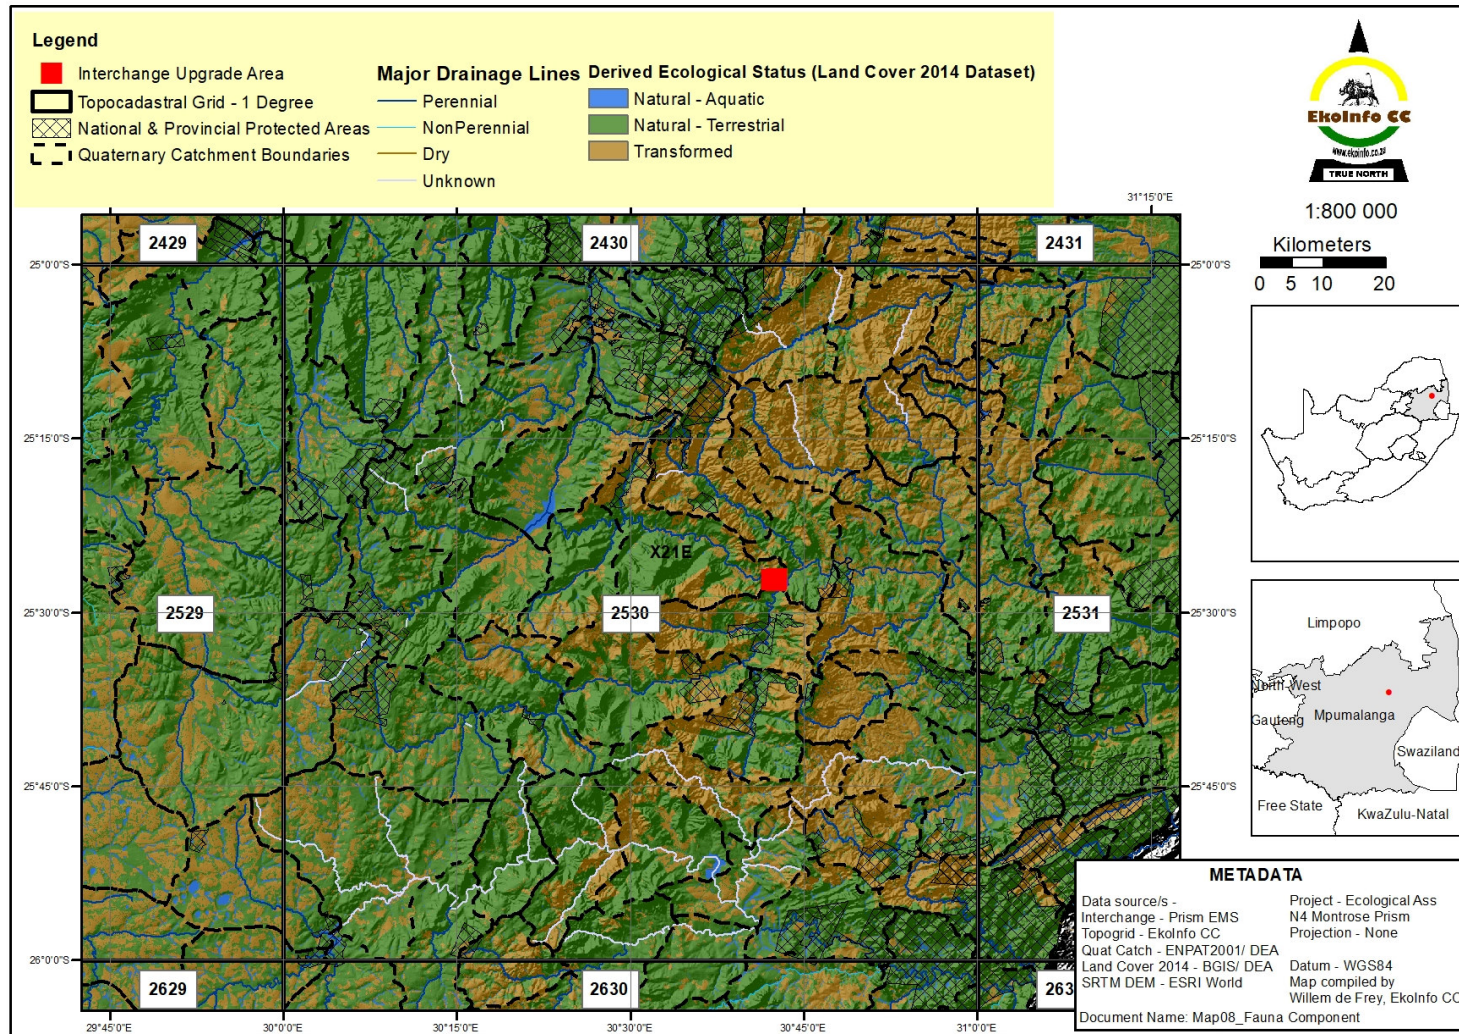 Legend
Interchange Upgrade Area
Topocadastral Grid - 1 Degree
National & Provincial Protected Areas
Quaternary Catchment Boundaries
Major Drainage Lines
Perennial
NonPerennial
Dry
Unknown
Derived Ecological Status (Land Cover 2014 Dataset)
Natural - Aquatic
Natural - Terrestrial
Transformed
EkoInfo CC
www.ekoinfo.co.za
TRUE NORTH
1:800 000
Kilometers
0 5 10 20
31°15'0"E
2429
2430
2431
25°0'0"S
25°0'0"S
25°15'0"S
25°15'0"S
X21E
25°30'0"S
25°30'0"S
2529
2530
2531
25°45'0"S
25°45'0"S
26°0'0"S
2629
2630
263
29°45'0"E
30°0'0"E
30°15'0"E
30°30'0"E
30°45'0"E
31°0'0"E
Limpopo
North-West
Gauteng
Mpumalanga
Swaziland
Free State
KwaZulu-Natal
METADATA
Data source/s -
Interchange - Prism EMS
Topogrid - EkoInfo CC
Quat Catch - ENPAT2001/ DEA
Land Cover 2014 - BGIS/ DEA
SRTM DEM - ESRI World
Project - Ecological Ass
N4 Montrose Prism
Projection - None
Datum - WGS84
Map compiled by
Willem de Frey, EkoInfo CC
Document Name: Map08_Fauna Component